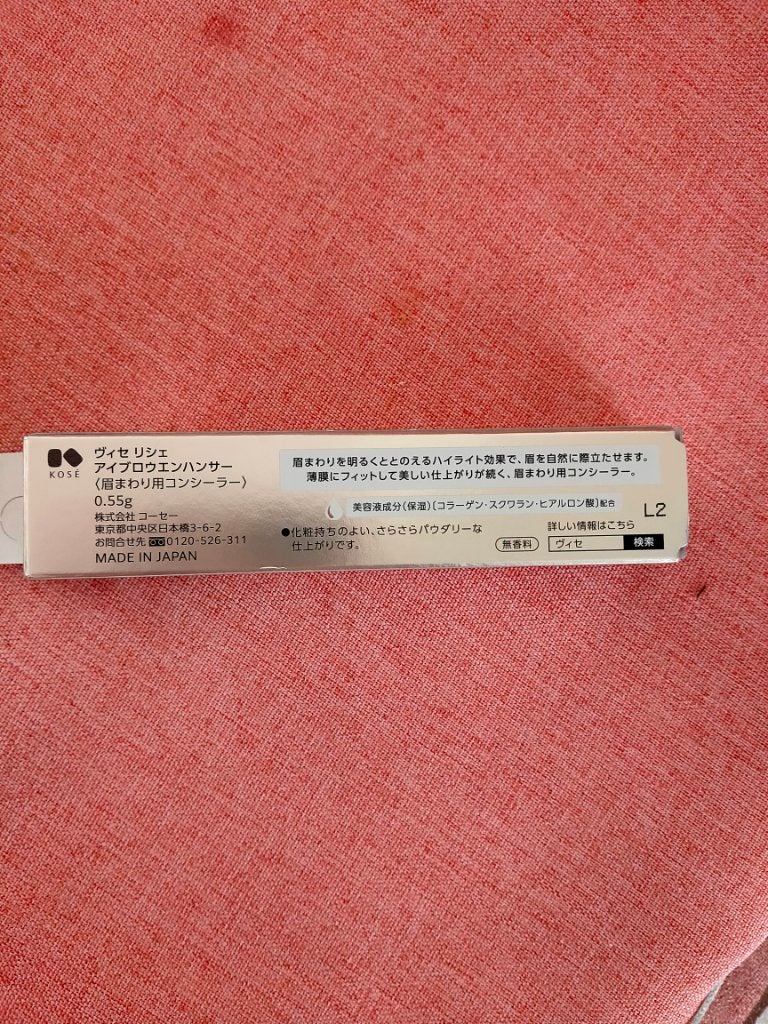 KOSÉ
ヴィセ リシェ
アイブロウエンハンサー
〈眉まわり用コンシーラー〉
0.55g
株式会社 コーセー
東京都中央区日本橋3-6-2
お問合せ先 0120-526-311
MADE IN JAPAN
眉まわりを明るくととのえるハイライト効果で、眉を自然に際立たせます。
薄膜にフィットして美しい仕上がりが続く、眉まわり用コンシーラー。
美容液成分(保湿)〔コラーゲン・スクワラン・ヒアルロン酸〕配合
●化粧持ちのよい、さらさらパウダリーな
仕上がりです。
無香料
L2
詳しい情報はこちら
ヴィセ 検索